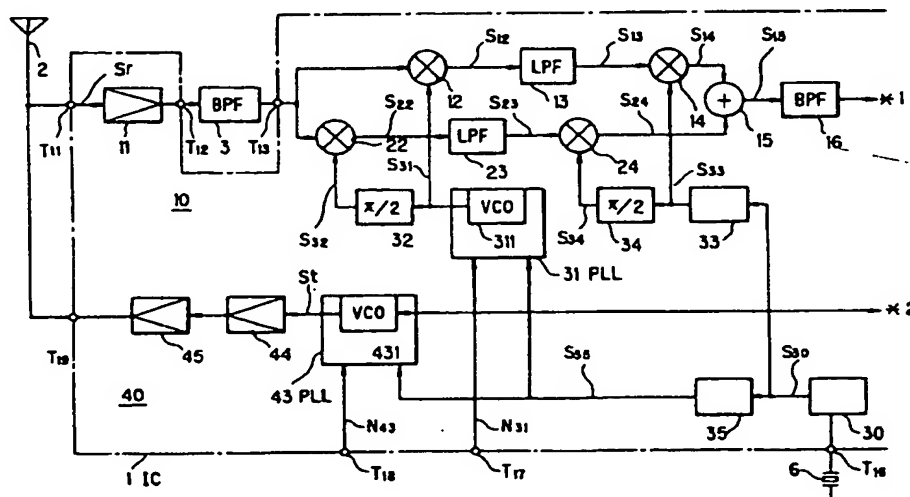 2
Sr
T11
11
T12
BPF
3
T13
10
12
S12
LPF
13
S13
14
S14
15
S15
BPF
16
* 1
22
S22
LPF
23
S23
24
S24
S31
S32
π/2
32
VCO
311
31 PLL
S33
S34
π/2
34
33
St
VCO
431
43 PLL
44
45
T19
40
* 2
S35
35
S30
30
N43
N31
1 IC
T18
T17
6
T16